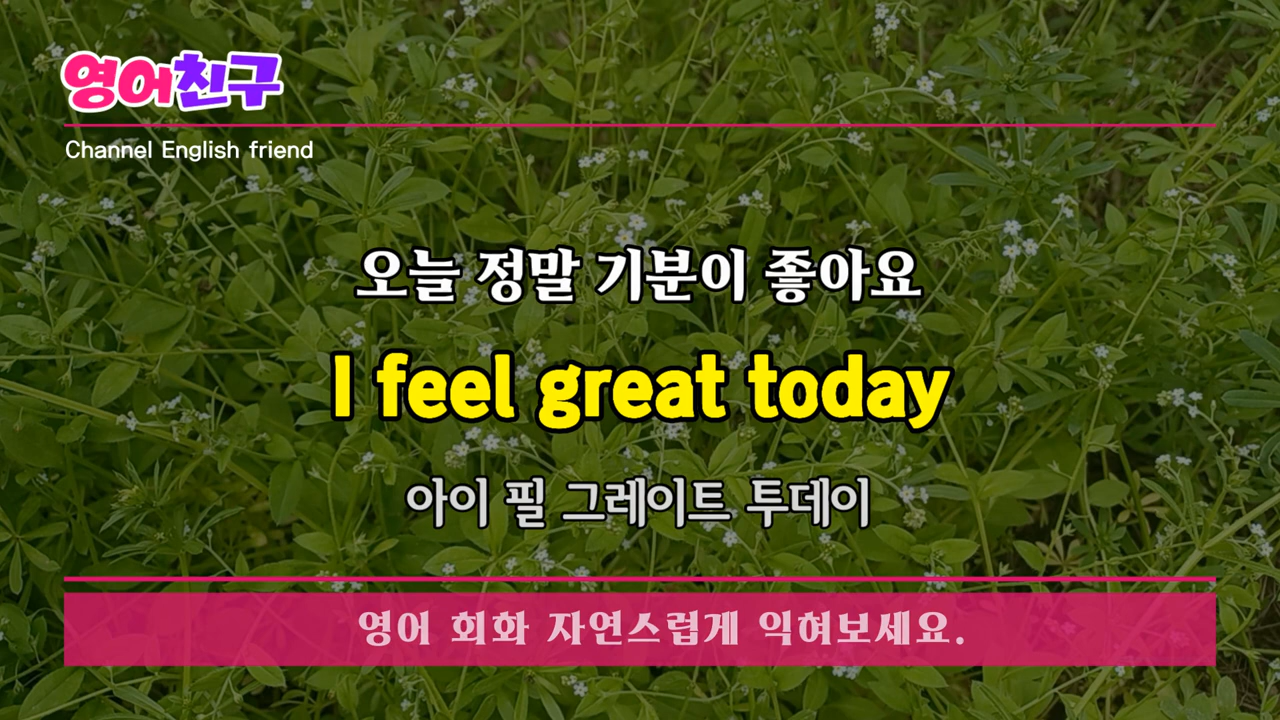 영어친구
Channel English friend
오늘 정말 기분이 좋아요
I feel great today
아이 필 그레이트 투데이
영어 회화 자연스럽게 익혀보세요.